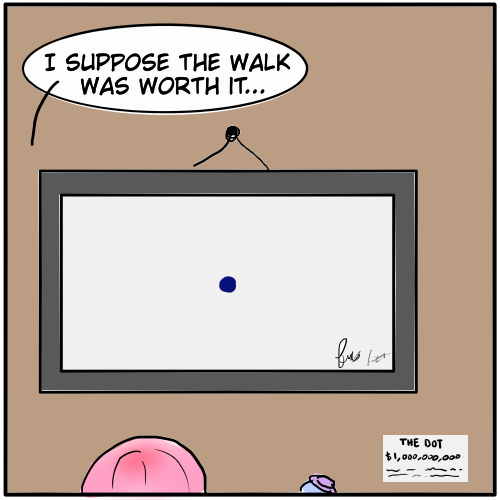 I SUPPOSE THE WALK
WAS WORTH IT...
THE DOT
$1,000,000,000